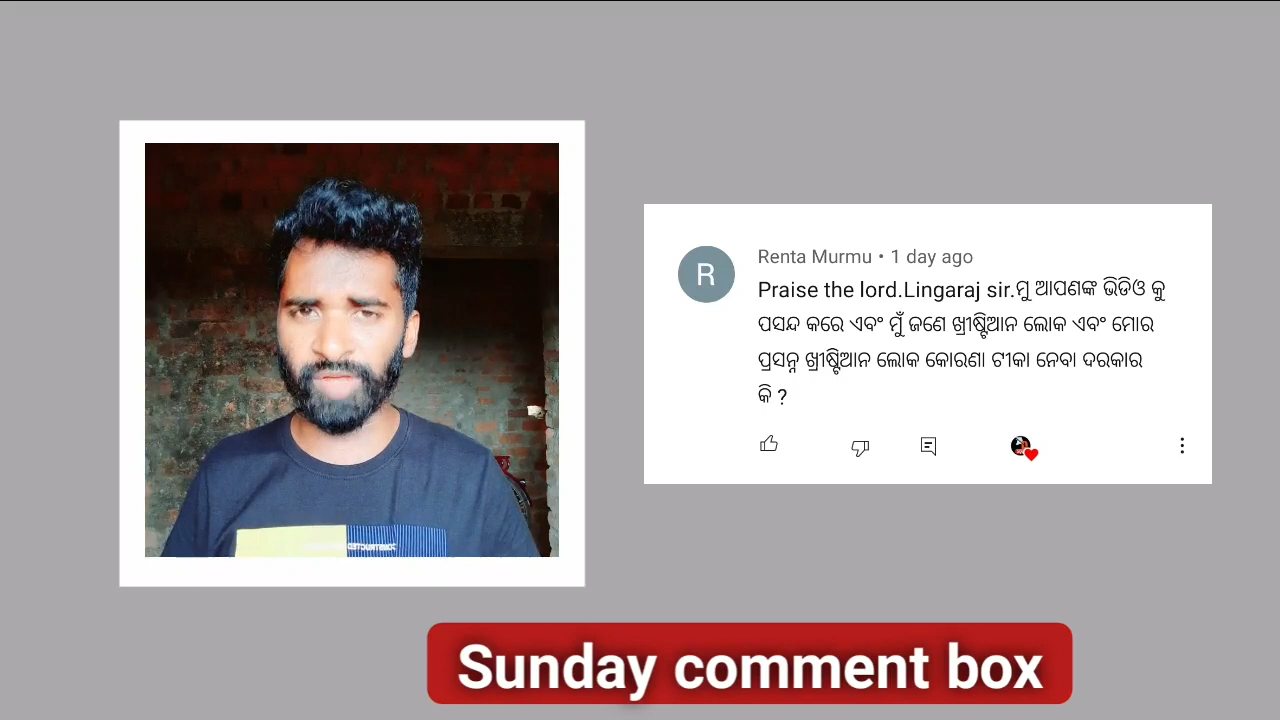 R
Renta Murmu • 1 day ago
Praise the lord.Lingaraj sir.ମୁ ଆପଣଙ୍କ ଭିଡିଓ କୁ
ପସନ୍ଦ କରେ ଏବଂ ମୁଁ ଜଣେ ଖ୍ରୀଷ୍ଟିଆନ ଲୋକ ଏବଂ ମୋର
ପ୍ରସନ୍ନ ଖ୍ରୀଷ୍ଟିଆନ ଲୋକ କୋରଣା ଟୀକା ନେବା ଦରକାର
କି ?
Sunday comment box